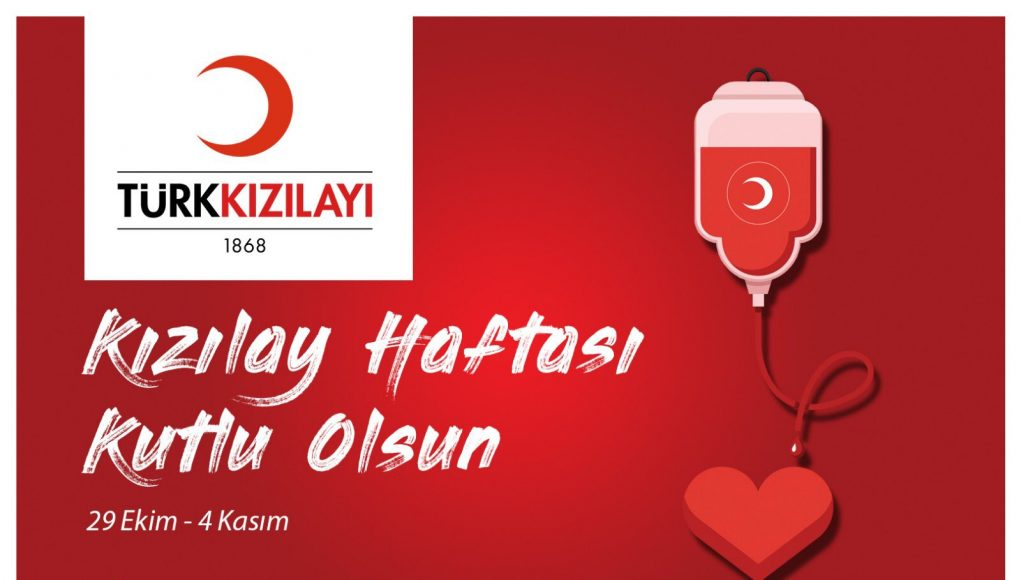 TÜRKKIZILAYI
1868
Kızılay Haftası
Kutlu Olsun
29 Ekim - 4 Kasım